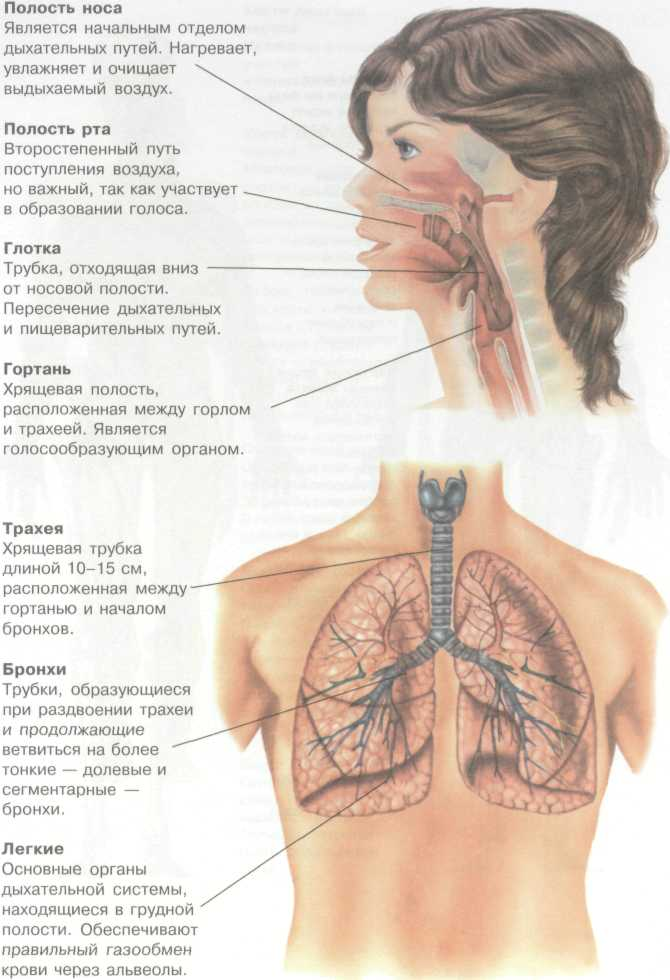 Полость носа
Является начальным отделом
дыхательных путей. Нагревает,
увлажняет и очищает
выдыхаемый воздух.
Полость рта
Второстепенный путь
поступления воздуха,
но важный, так как участвует
в образовании голоса.
Глотка
Трубка, отходящая вниз
от носовой полости.
Пересечение дыхательных
и пищеварительных путей.
Гортань
Хрящевая полость,
расположенная между горлом
и трахеей. Является
голосообразующим органом.
Трахея
Хрящевая трубка
длиной 10–15 см,
расположенная между
гортанью и началом
бронхов.
Бронхи
Трубки, образующиеся
при раздвоении трахеи
и продолжающие
ветвиться на более
тонкие — долевые и
сегментарные —
бронхи.
Легкие
Основные органы
дыхательной системы,
находящиеся в грудной
полости. Обеспечивают
правильный газообмен
крови через альвеолы.